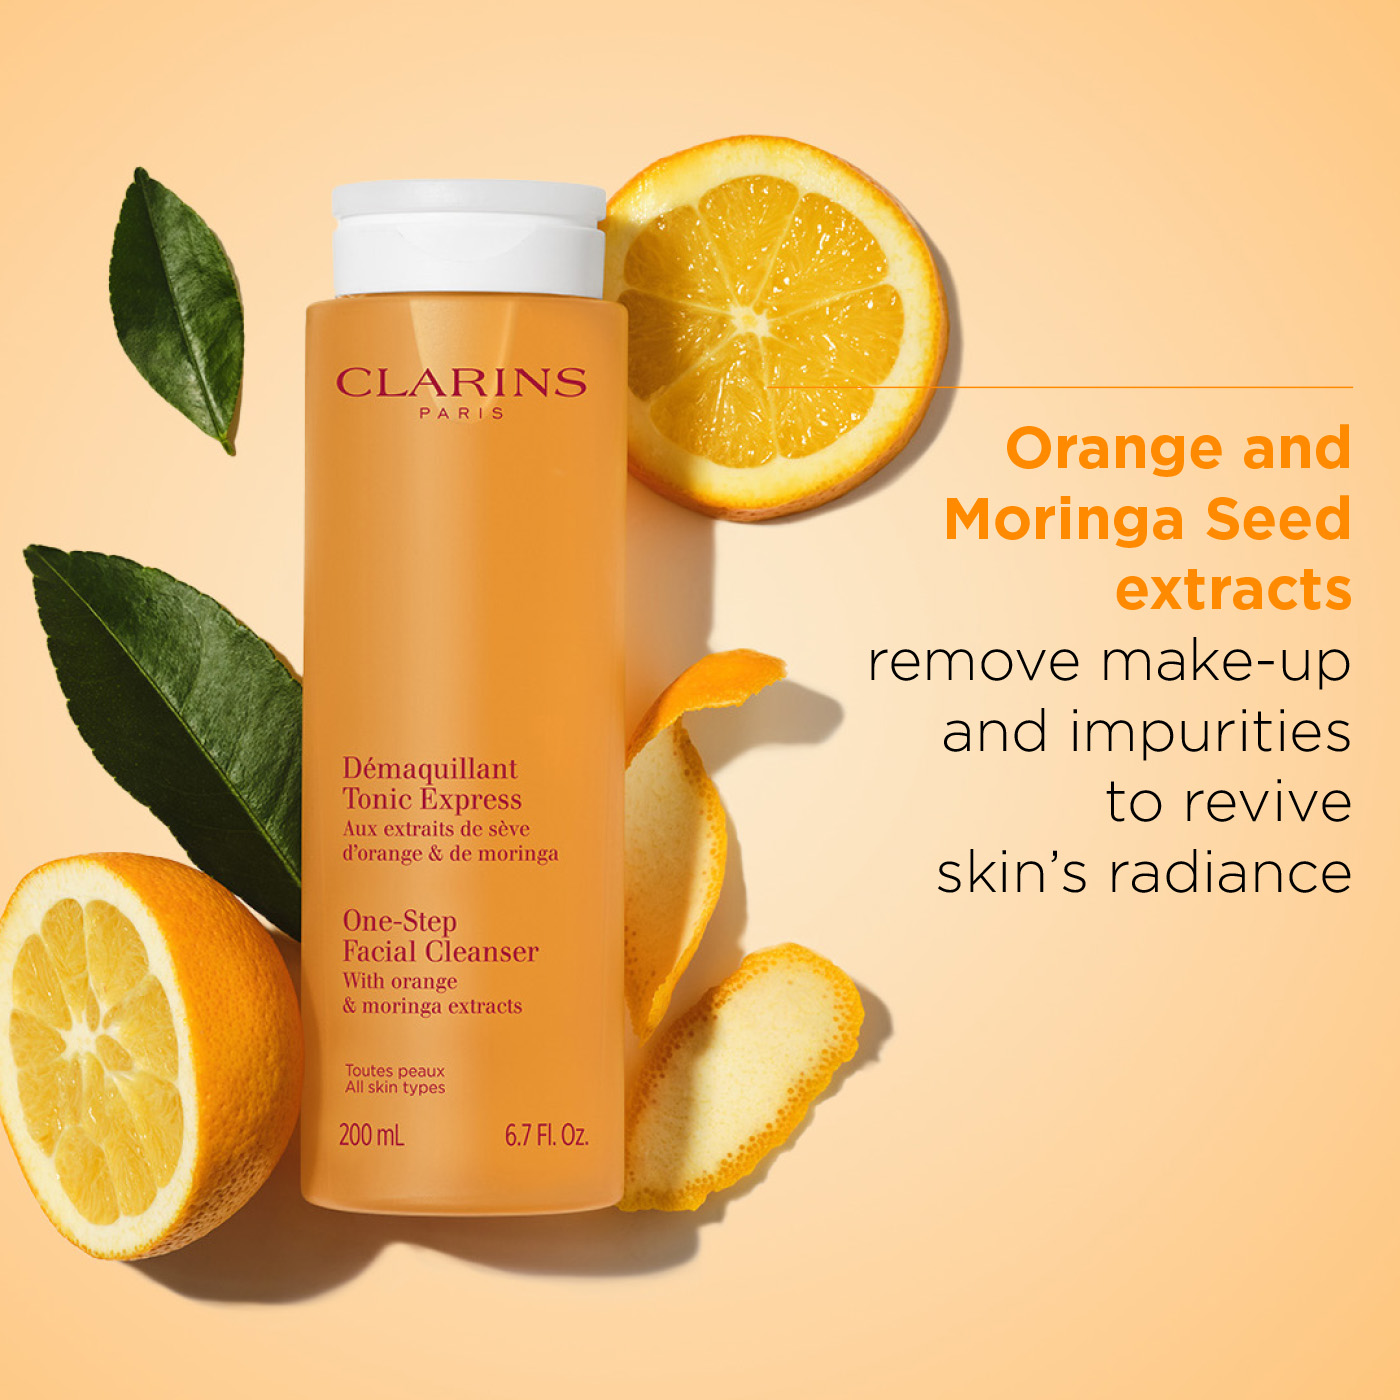 CLARINS
PARIS
Démaquillant
Tonic Express
Aux extraits de sève
d'orange & de moringa
One-Step
Facial Cleanser
With orange
& moringa extracts
Toutes peaux
All skin types
200 mL 6.7 Fl. Oz.
Orange and
Moringa Seed
extracts
remove make-up
and impurities
to revive
skin's radiance